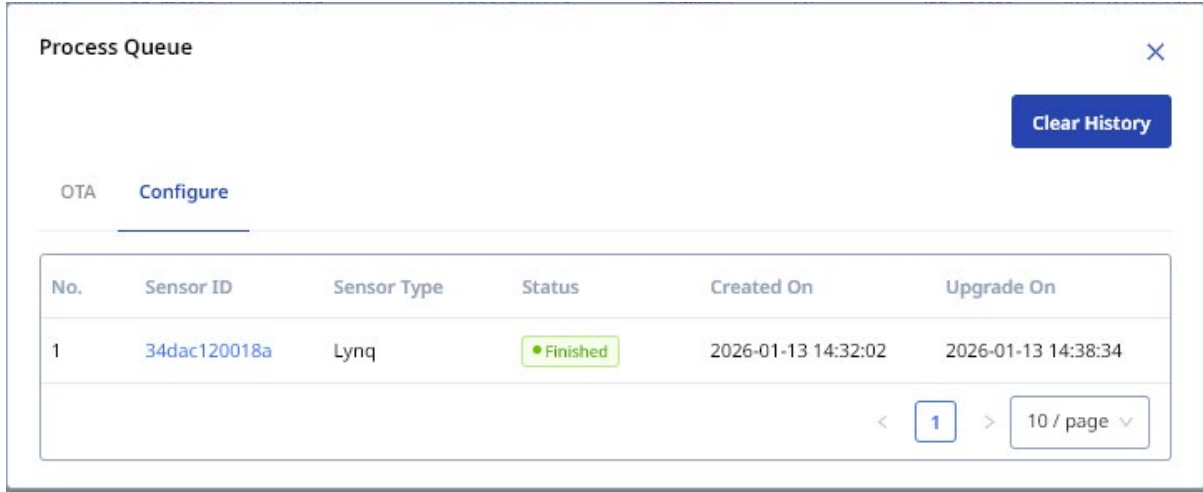 Process Queue
Clear History
OTA Configure
No. Sensor ID Sensor Type Status Created On Upgrade On
1 34dac120018a Lynq Finished 2026-01-13 14:32:02 2026-01-13 14:38:34
< 1 > 10 / page